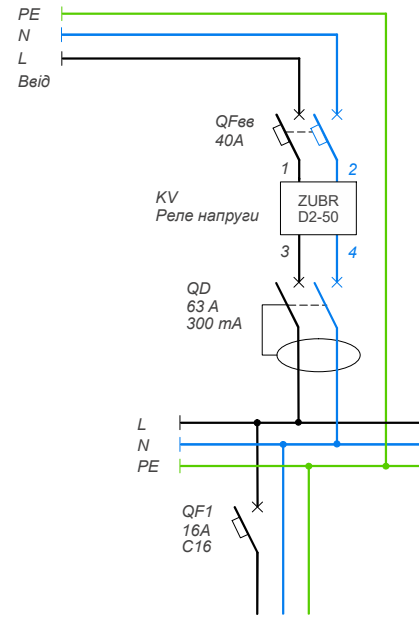 PE
N
L
Ввід
QFвв
40A
1
2
KV
Реле напруги
ZUBR
D2-50
3
4
QD
63 A
300 mA
L
N
PE
QF1
16A
C16